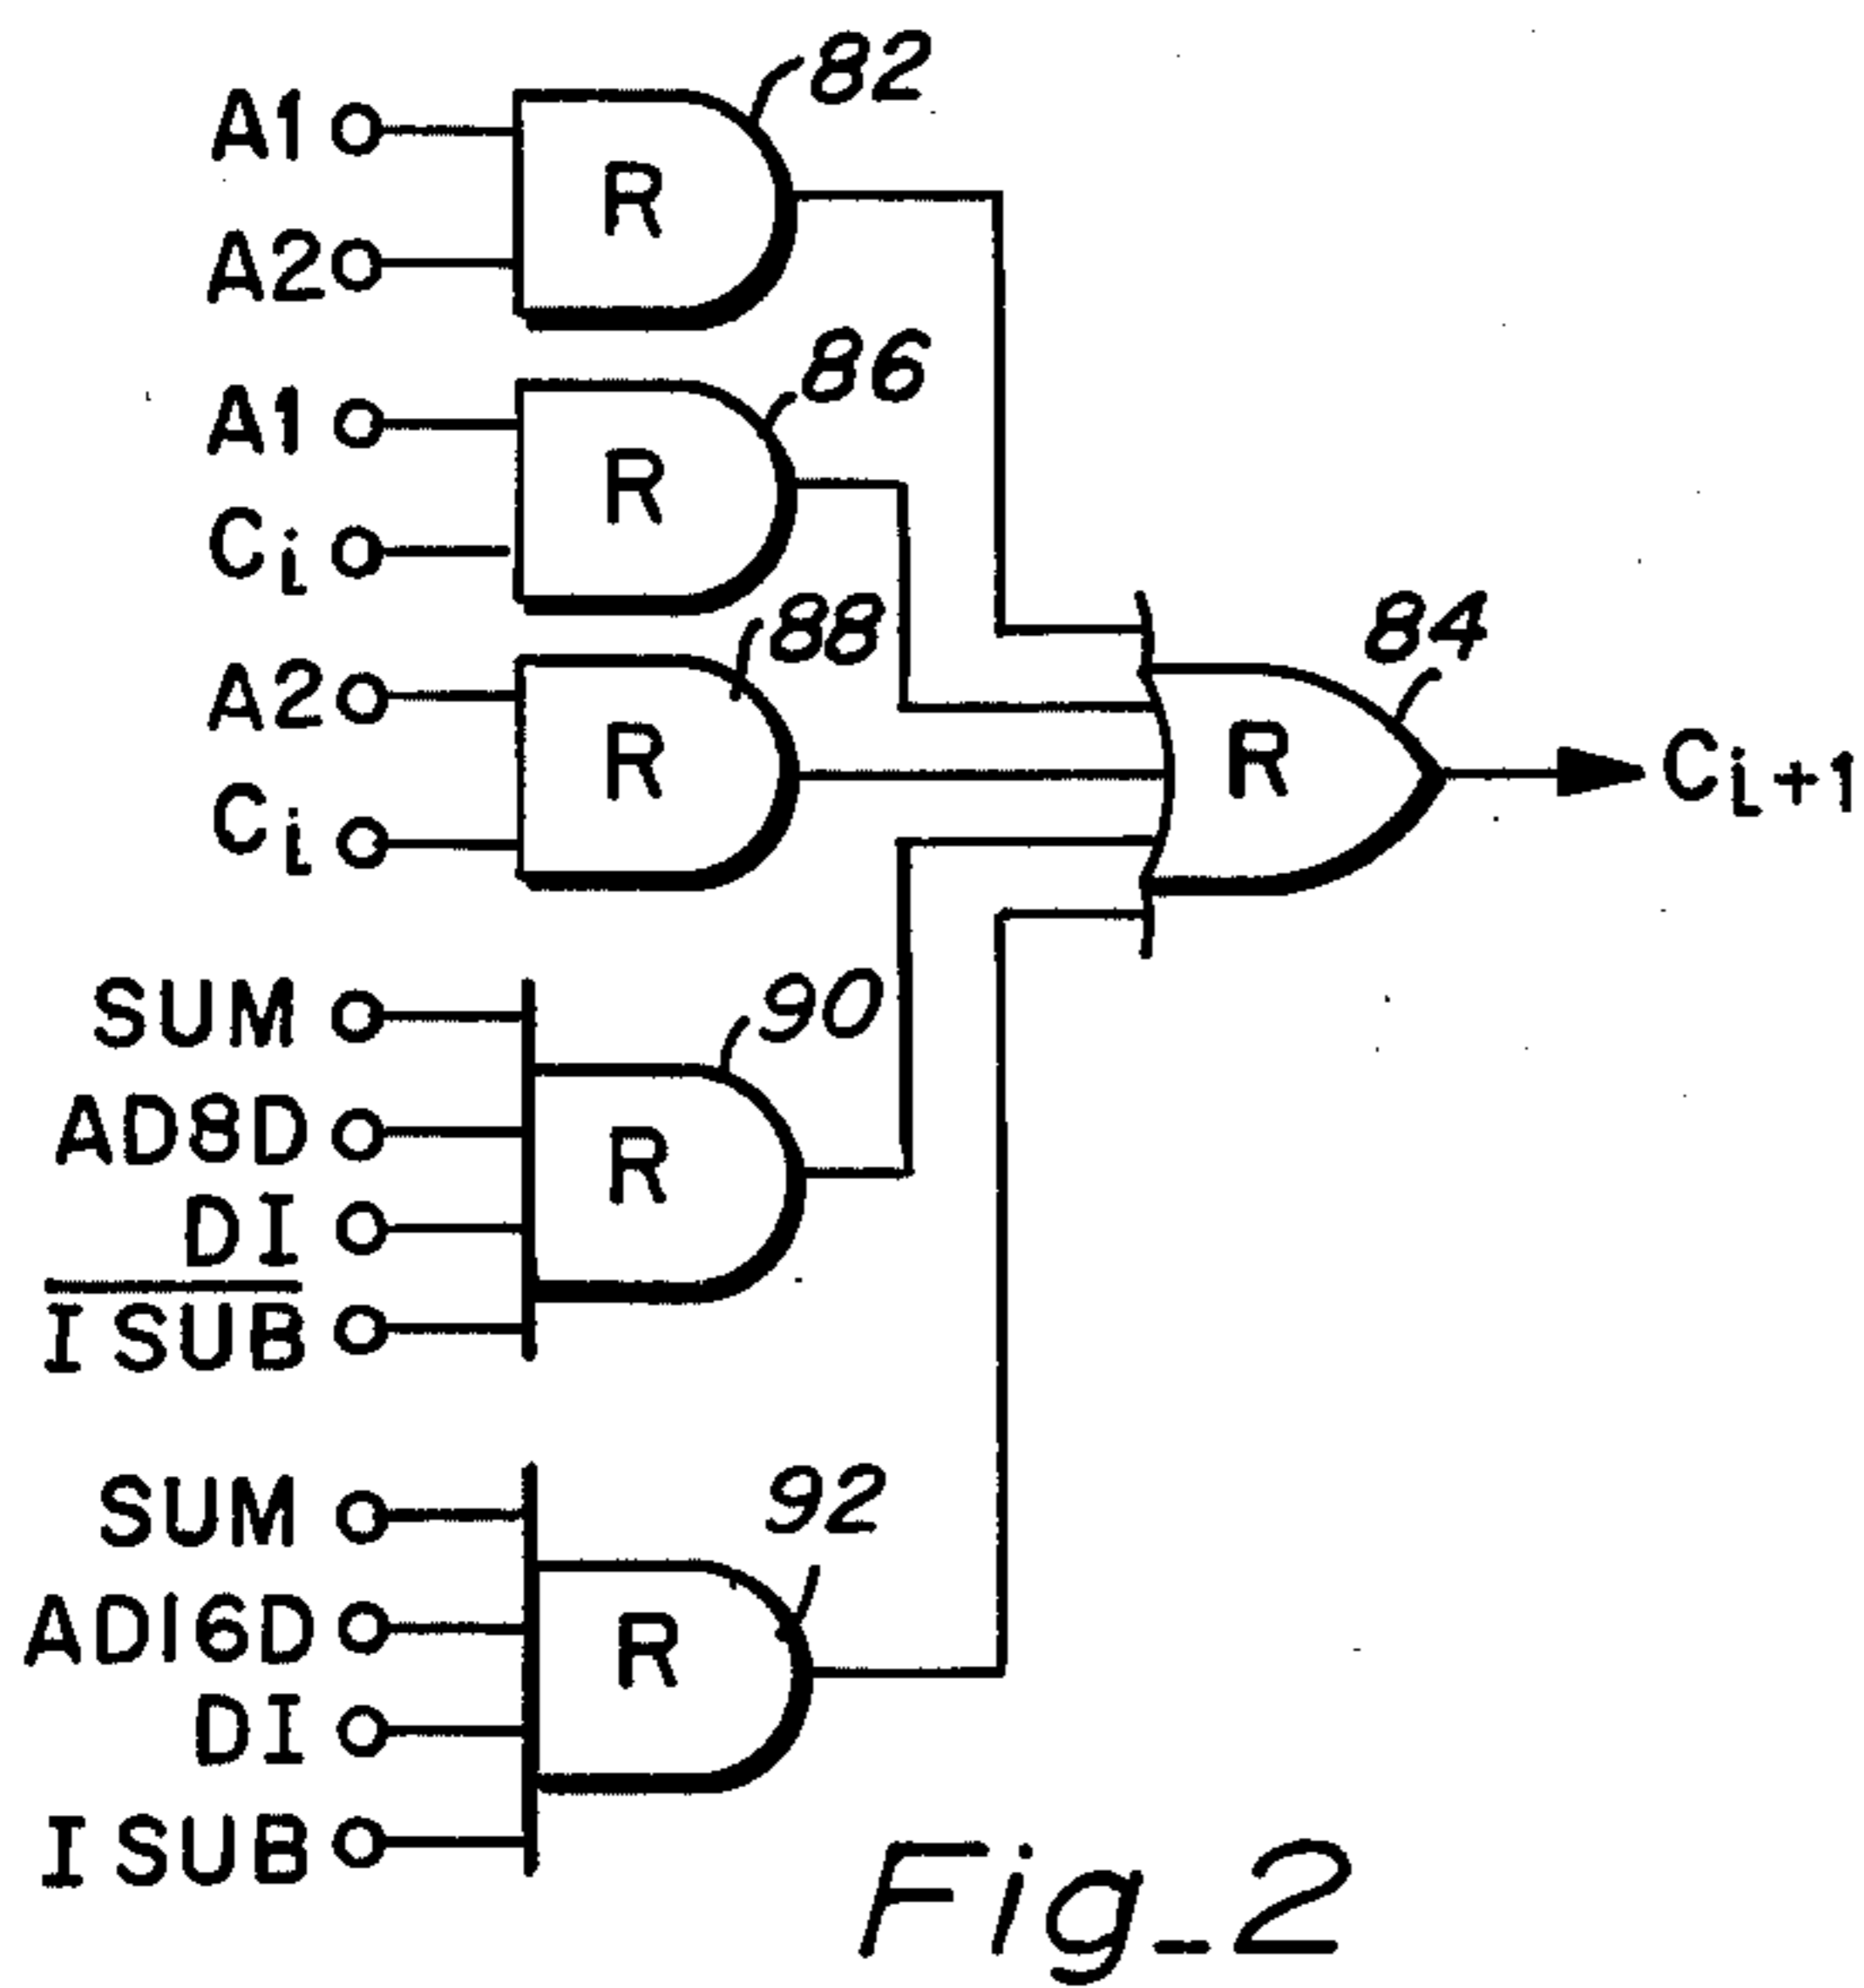 82
A1
R
A2
86
A1
R
Ci
88
A2
R
84
R
Ci+1
Ci
SUM
90
AD8D
R
DI
ISUB
SUM
92
AD16D
R
DI
ISUB
Fig_2